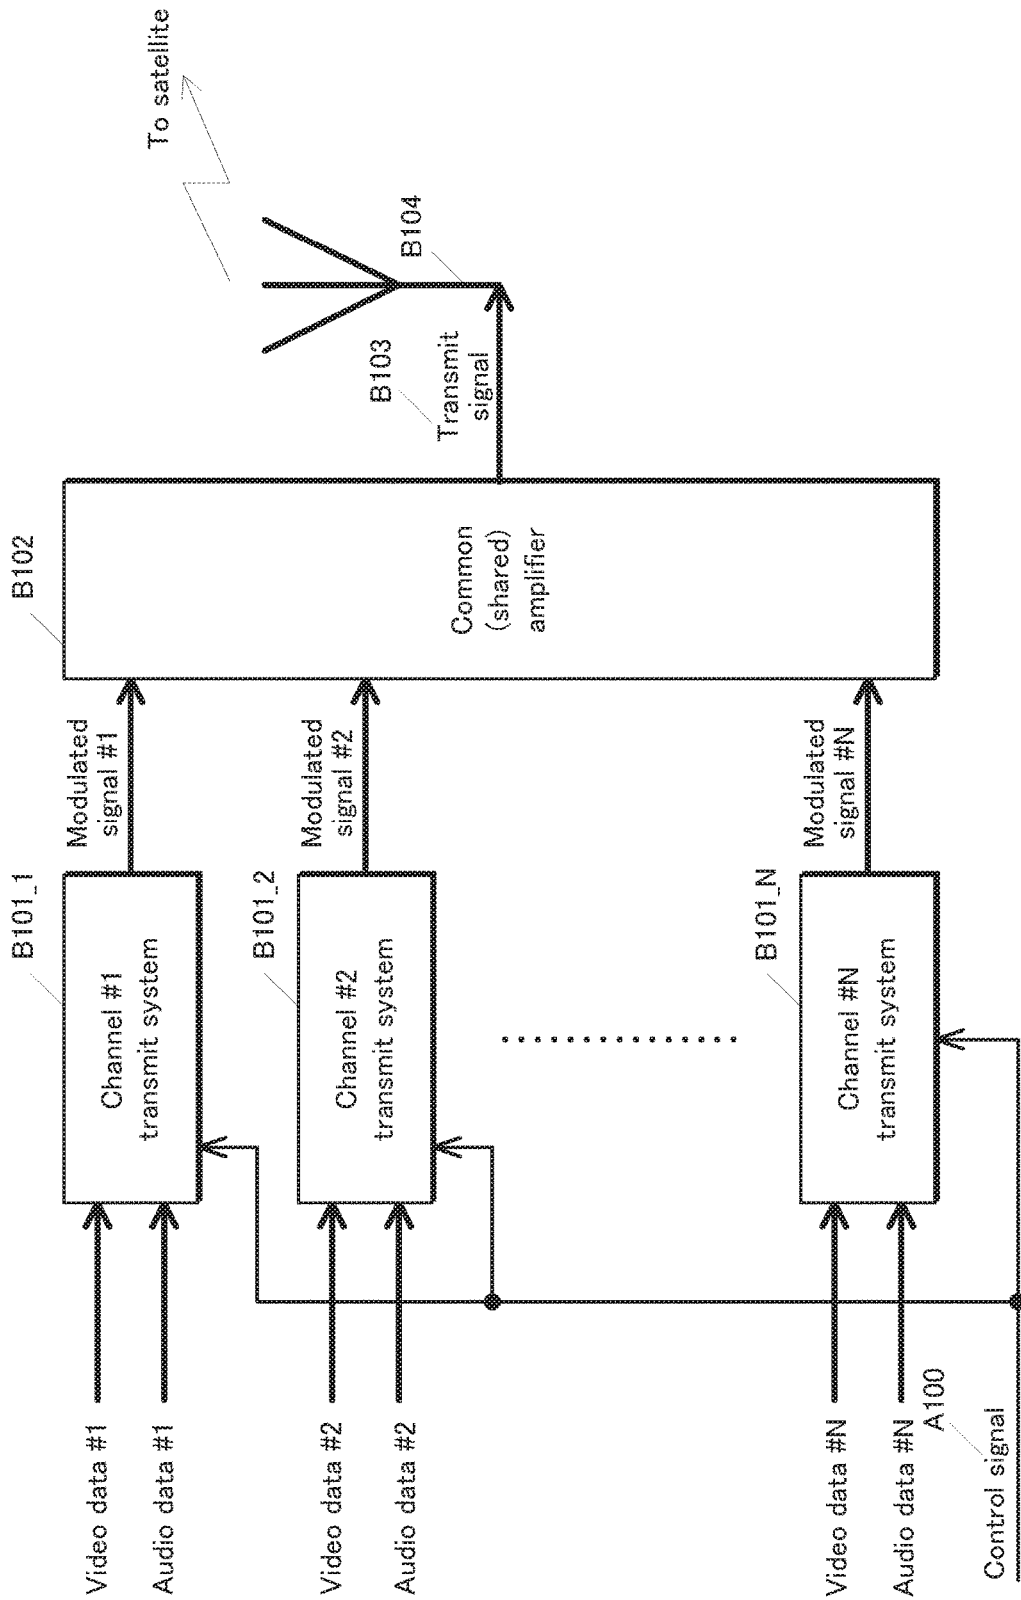 Video data #1
Audio data #1
B101_1
Channel #1
transmit system
Modulated
signal #1
Video data #2
Audio data #2
B101_2
Channel #2
transmit system
Modulated
signal #2
Video data #N
Audio data #N
B101_N
Channel #N
transmit system
Modulated
signal #N
A100
Control signal
B102
Common
(shared)
amplifier
B103
Transmit
signal
B104
To satellite